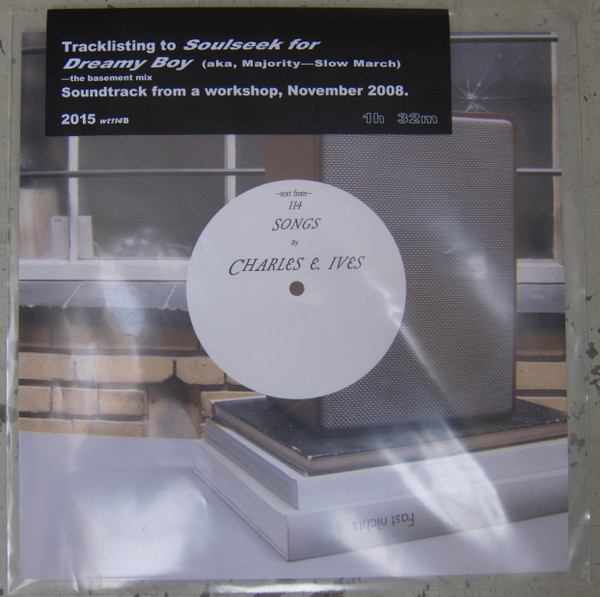 Tracklisting to Soulseek for
Dreamy Boy (aka, Majority—Slow March)
—the basement mix
Soundtrack from a workshop, November 2008.
2015 wt114B
1h 32m
—text from—
114
SONGS
By
CHARLES E. IVES
Fast nichts